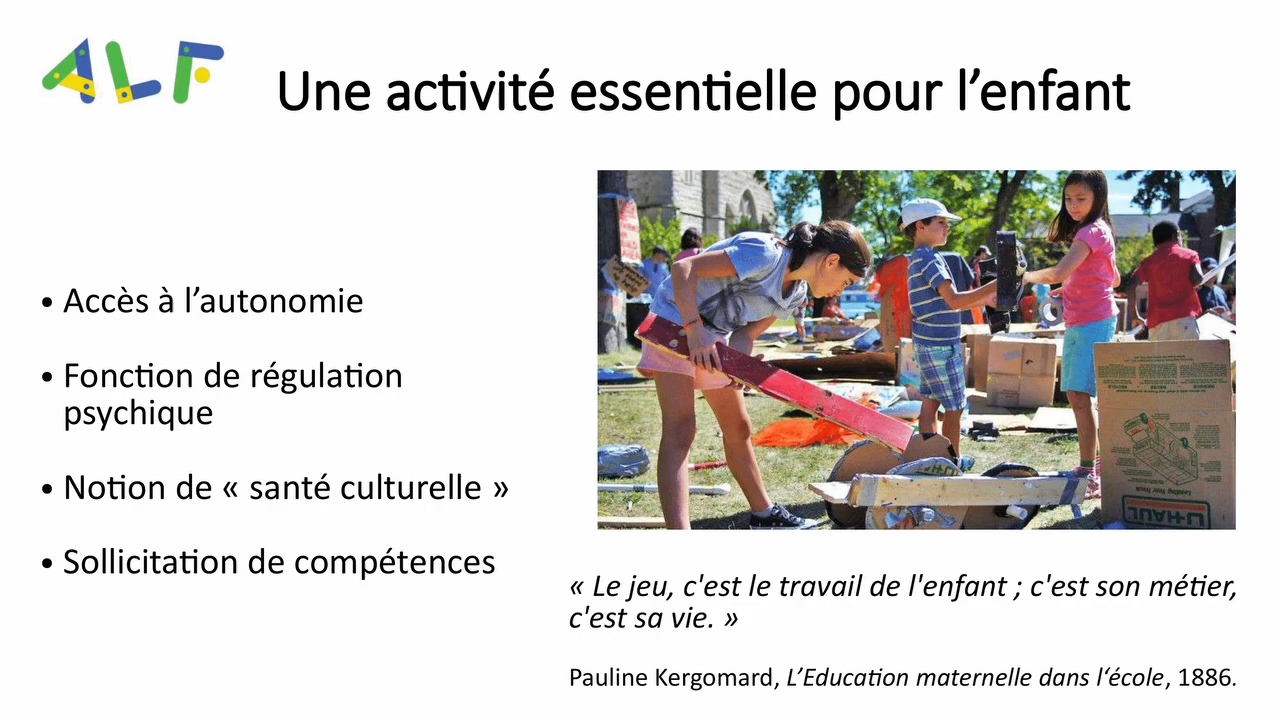 ALF
Une activité essentielle pour l’enfant
• Accès à l’autonomie
• Fonction de régulation
psychique
• Notion de « santé culturelle »
• Sollicitation de compétences
U-HAUL
« Le jeu, c'est le travail de l'enfant ; c'est son métier,
c'est sa vie. »
Pauline Kergomard, L’Education maternelle dans l‘école, 1886.